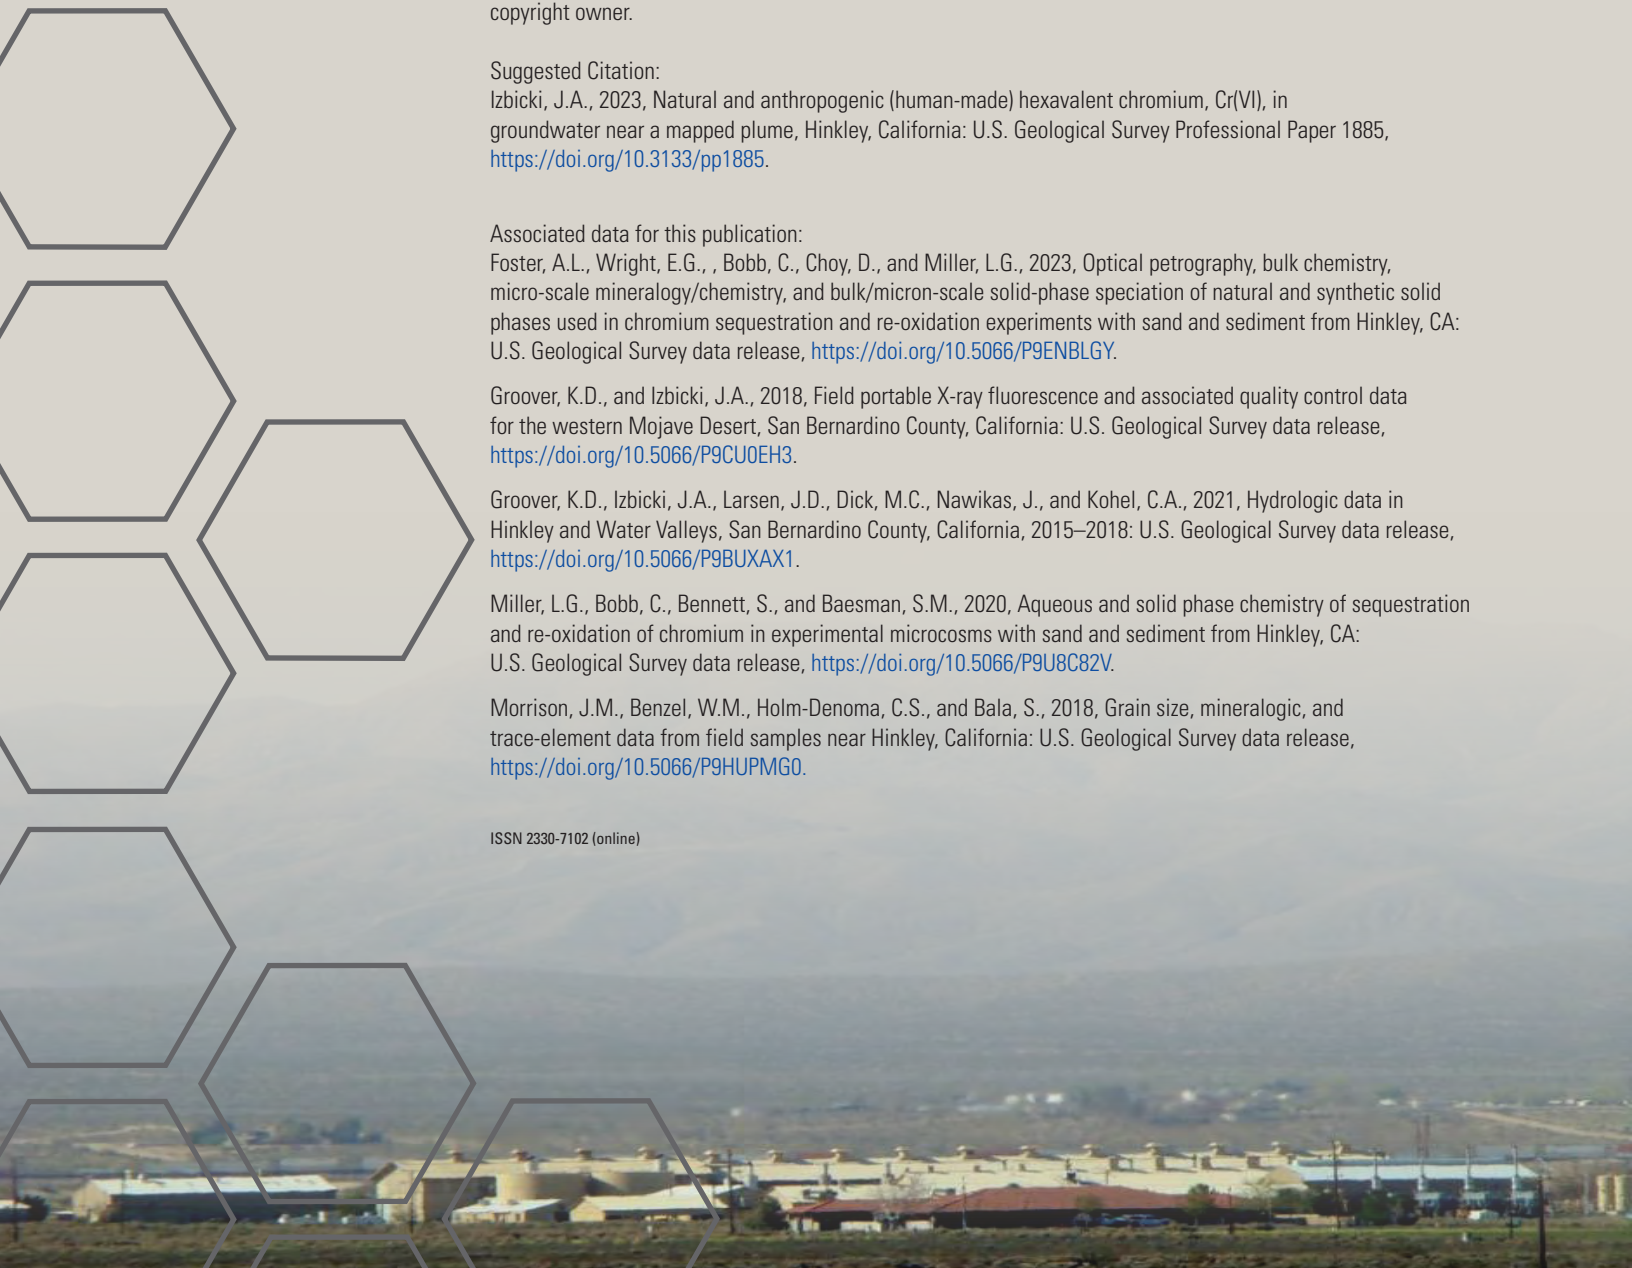 copyright owner.
Suggested Citation:
Izbicki, J.A., 2023, Natural and anthropogenic (human-made) hexavalent chromium, Cr(VI), in
groundwater near a mapped plume, Hinkley, California: U.S. Geological Survey Professional Paper 1885,
https://doi.org/10.3133/pp1885.
Associated data for this publication:
Foster, A.L., Wright, E.G., , Bobb, C., Choy, D., and Miller, L.G., 2023, Optical petrography, bulk chemistry,
micro-scale mineralogy/chemistry, and bulk/micron-scale solid-phase speciation of natural and synthetic solid
phases used in chromium sequestration and re-oxidation experiments with sand and sediment from Hinkley, CA:
U.S. Geological Survey data release, https://doi.org/10.5066/P9ENBLGY.
Groover, K.D., and Izbicki, J.A., 2018, Field portable X-ray fluorescence and associated quality control data
for the western Mojave Desert, San Bernardino County, California: U.S. Geological Survey data release,
https://doi.org/10.5066/P9CU0EH3.
Groover, K.D., Izbicki, J.A., Larsen, J.D., Dick, M.C., Nawikas, J., and Kohel, C.A., 2021, Hydrologic data in
Hinkley and Water Valleys, San Bernardino County, California, 2015–2018: U.S. Geological Survey data release,
https://doi.org/10.5066/P9BUXAX1.
Miller, L.G., Bobb, C., Bennett, S., and Baesman, S.M., 2020, Aqueous and solid phase chemistry of sequestration
and re-oxidation of chromium in experimental microcosms with sand and sediment from Hinkley, CA:
U.S. Geological Survey data release, https://doi.org/10.5066/P9U8C82V.
Morrison, J.M., Benzel, W.M., Holm-Denoma, C.S., and Bala, S., 2018, Grain size, mineralogic, and
trace-element data from field samples near Hinkley, California: U.S. Geological Survey data release,
https://doi.org/10.5066/P9HUPMG0.
ISSN 2330-7102 (online)